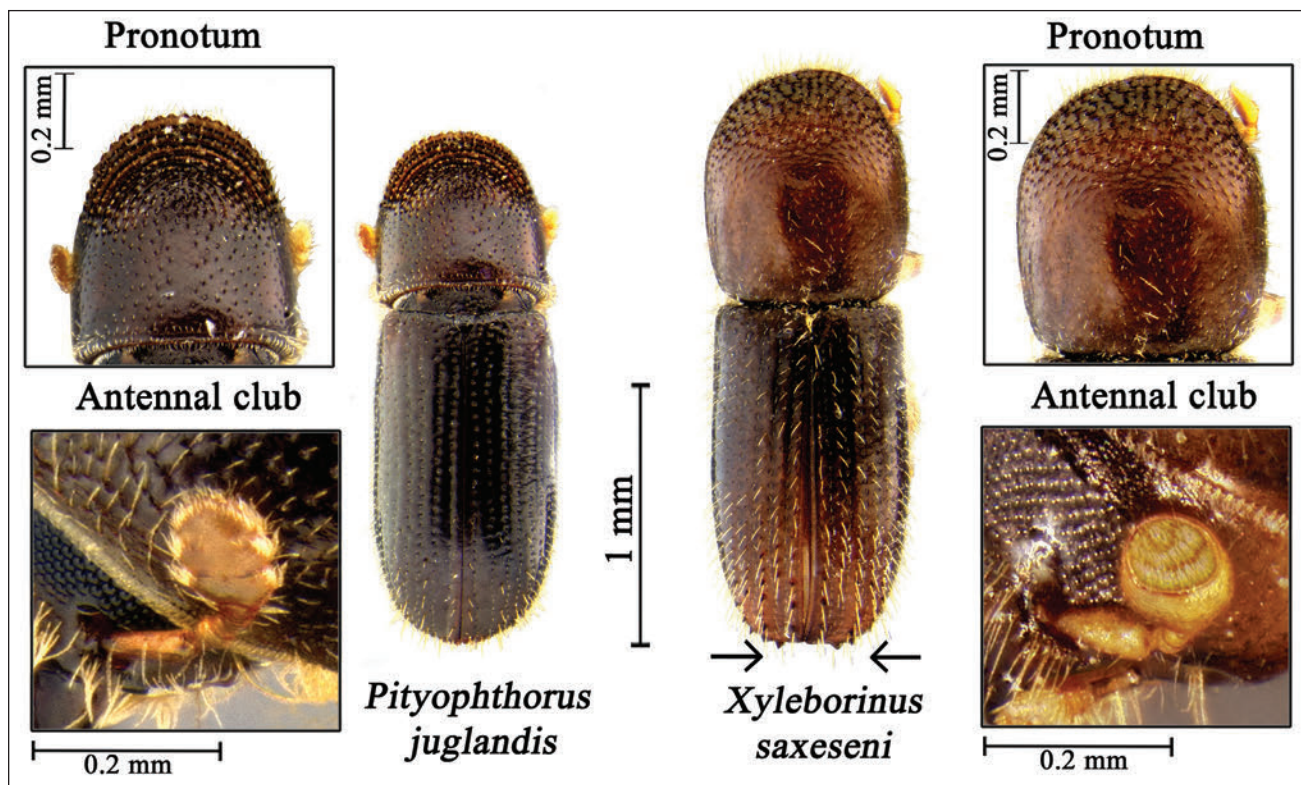 Pronotum
0.2 mm
Antennal club
0.2 mm
Pityophthorus
juglandis
1 mm
Xyleborinus
saxeseni
Pronotum
0.2 mm
Antennal club
0.2 mm